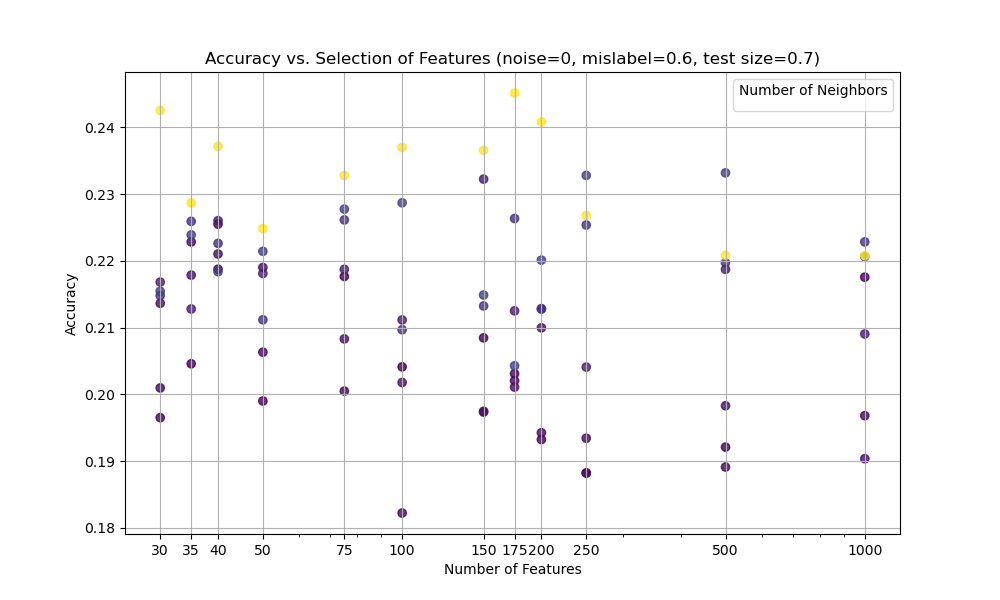 Accuracy vs. Selection of Features (noise=0, mislabel=0.6, test size=0.7)
Number of Neighbors
0.24
0.23
0.22
0.21
0.20
0.19
0.18
Accuracy
30 35 40 50 75 100 150 175 200 250 500 1000
Number of Features